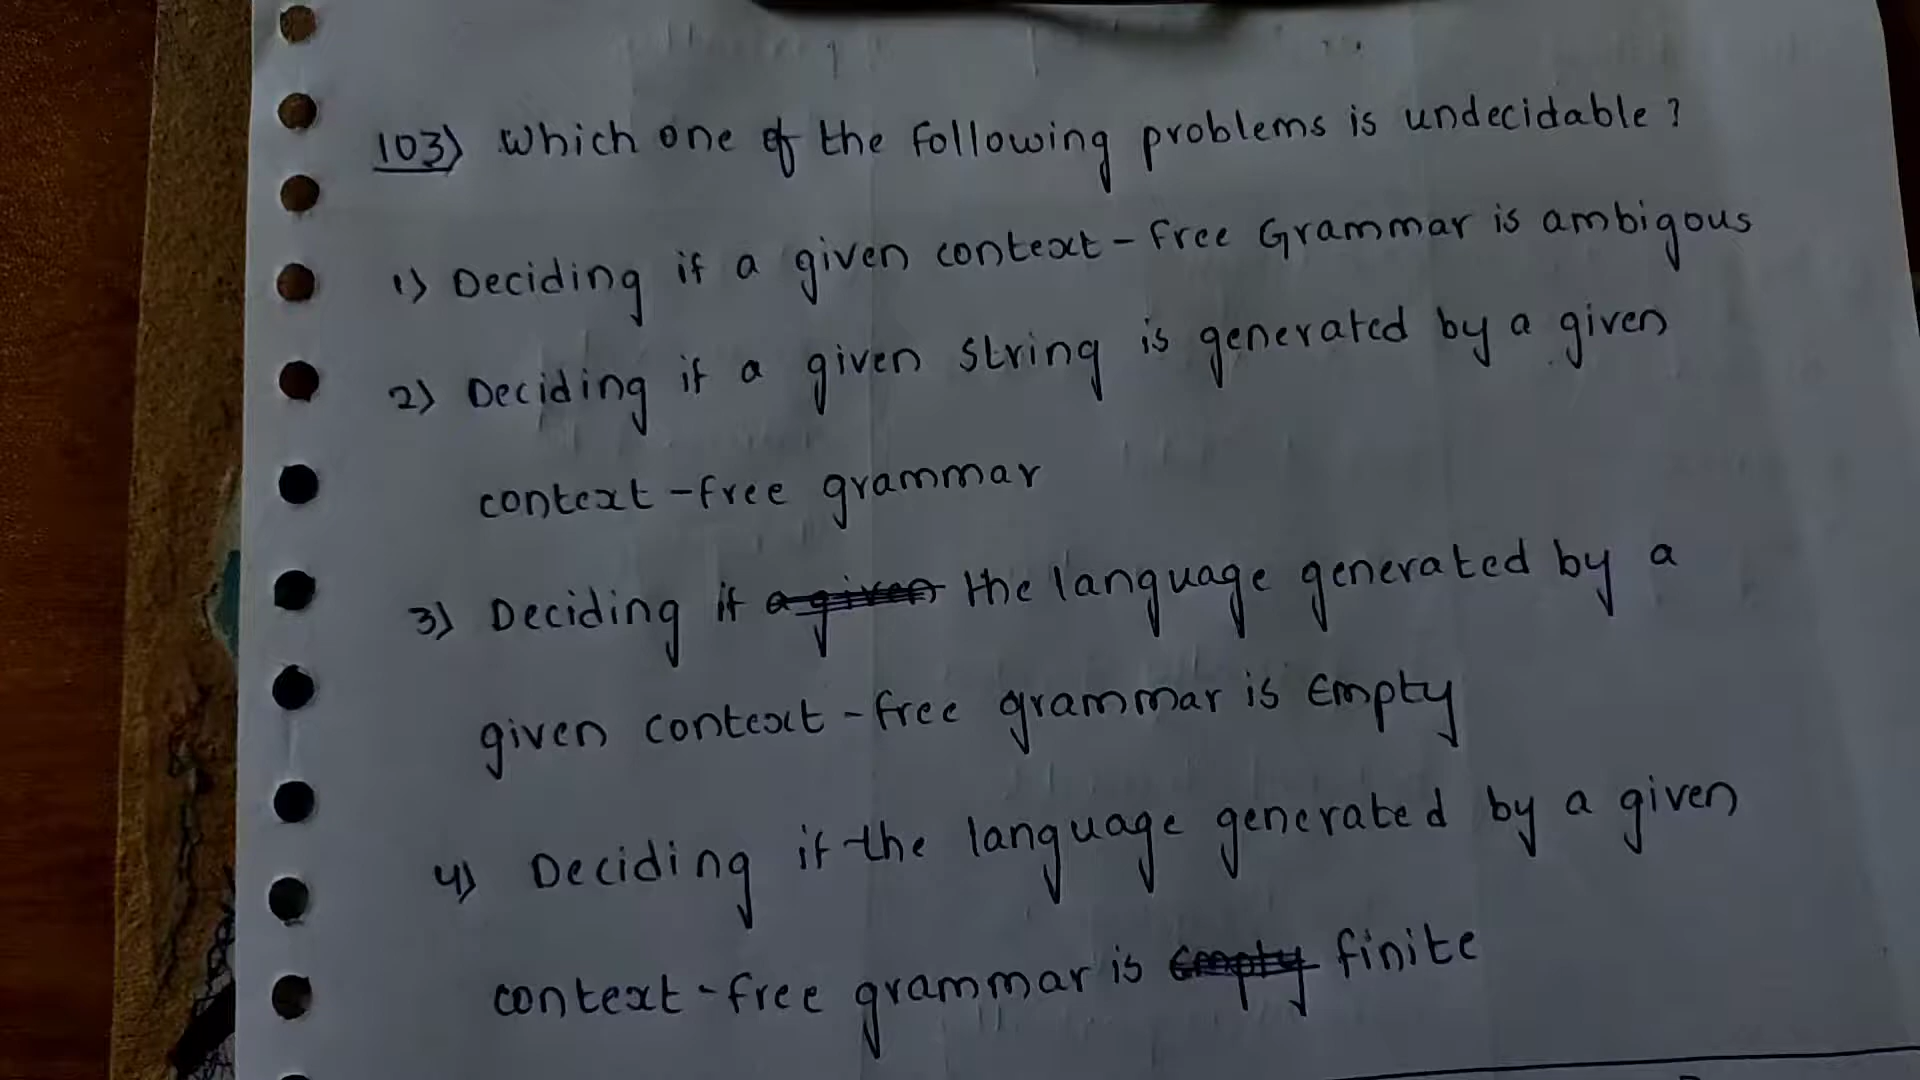 103) Which one of the following problems is undecidable?
1) Deciding if a given context-free Grammar is ambigous
2) Deciding if a given string is generated by a given
context-free grammar
3) Deciding if a given the language generated by a
given context-free grammar is Empty
4) Deciding if the language generated by a given
context-free grammar is Empty finite